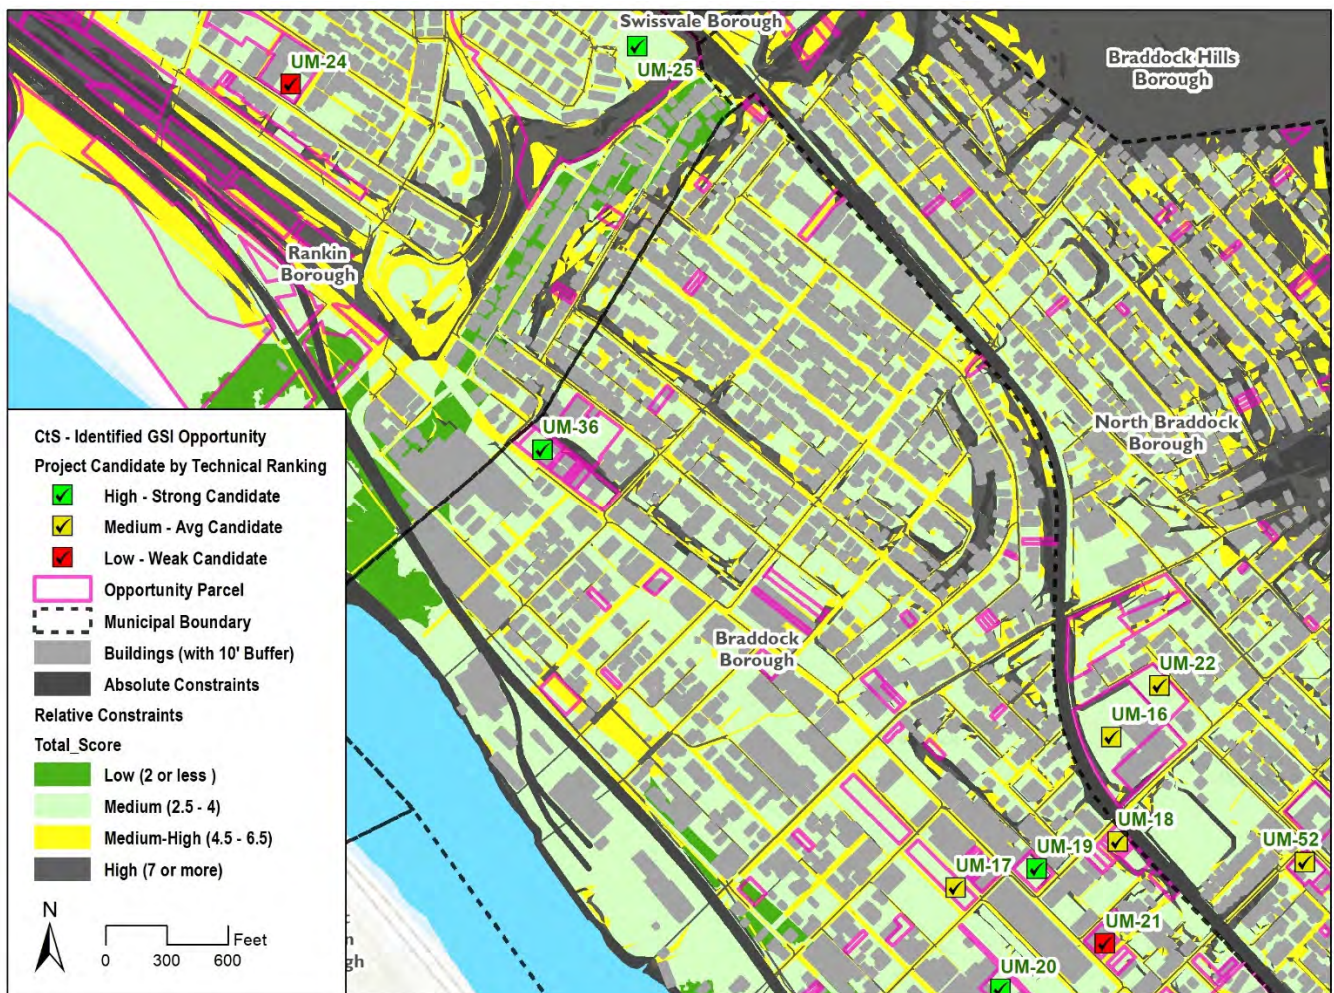 Swissvale Borough
UM-24
UM-25
Braddock Hills
Borough
Rankin
Borough
UM-36
North Braddock
Borough
Braddock
Borough
UM-22
UM-16
UM-18
UM-19
UM-52
UM-17
UM-21
UM-20
CtS - Identified GSI Opportunity
Project Candidate by Technical Ranking
High - Strong Candidate
Medium - Avg Candidate
Low - Weak Candidate
Opportunity Parcel
Municipal Boundary
Buildings (with 10' Buffer)
Absolute Constraints
Relative Constraints
Total_Score
Low (2 or less )
Medium (2.5 - 4)
Medium-High (4.5 - 6.5)
High (7 or more)
N
Feet
0 300 600